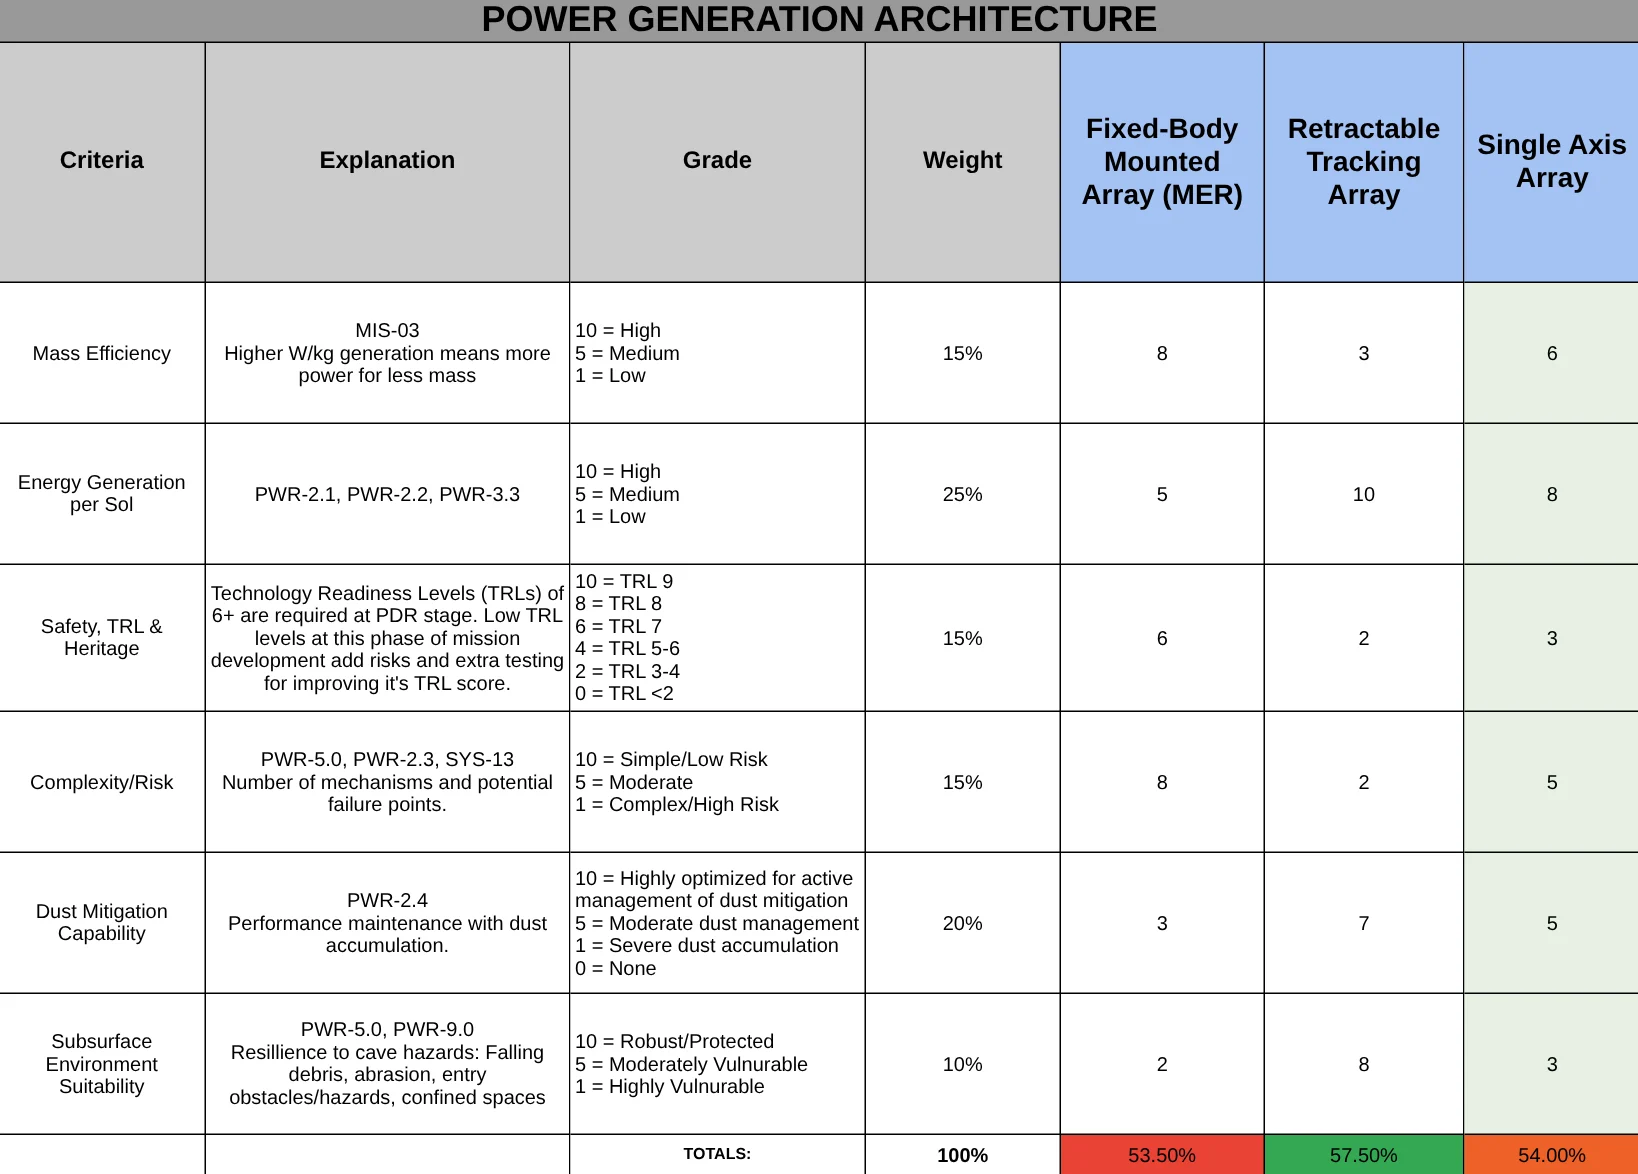 POWER GENERATION ARCHITECTURE
Criteria
Explanation
Grade
Weight
Fixed-Body
Mounted
Array (MER)
Retractable
Tracking
Array
Single Axis
Array
Mass Efficiency
MIS-03
Higher W/kg generation means more
power for less mass
10 = High
5 = Medium
1 = Low
15%
8
3
6
Energy Generation
per Sol
PWR-2.1, PWR-2.2, PWR-3.3
10 = High
5 = Medium
1 = Low
25%
5
10
8
Safety, TRL &
Heritage
Technology Readiness Levels (TRLs) of
6+ are required at PDR stage. Low TRL
levels at this phase of mission
development add risks and extra testing
for improving it's TRL score.
10 = TRL 9
8 = TRL 8
6 = TRL 7
4 = TRL 5-6
2 = TRL 3-4
0 = TRL <2
15%
6
2
3
Complexity/Risk
PWR-5.0, PWR-2.3, SYS-13
Number of mechanisms and potential
failure points.
10 = Simple/Low Risk
5 = Moderate
1 = Complex/High Risk
15%
8
2
5
Dust Mitigation
Capability
PWR-2.4
Performance maintenance with dust
accumulation.
10 = Highly optimized for active
management of dust mitigation
5 = Moderate dust management
1 = Severe dust accumulation
0 = None
20%
3
7
5
Subsurface
Environment
Suitability
PWR-5.0, PWR-9.0
Resillience to cave hazards: Falling
debris, abrasion, entry
obstacles/hazards, confined spaces
10 = Robust/Protected
5 = Moderately Vulnurable
1 = Highly Vulnurable
10%
2
8
3
TOTALS:
100%
53.50%
57.50%
54.00%